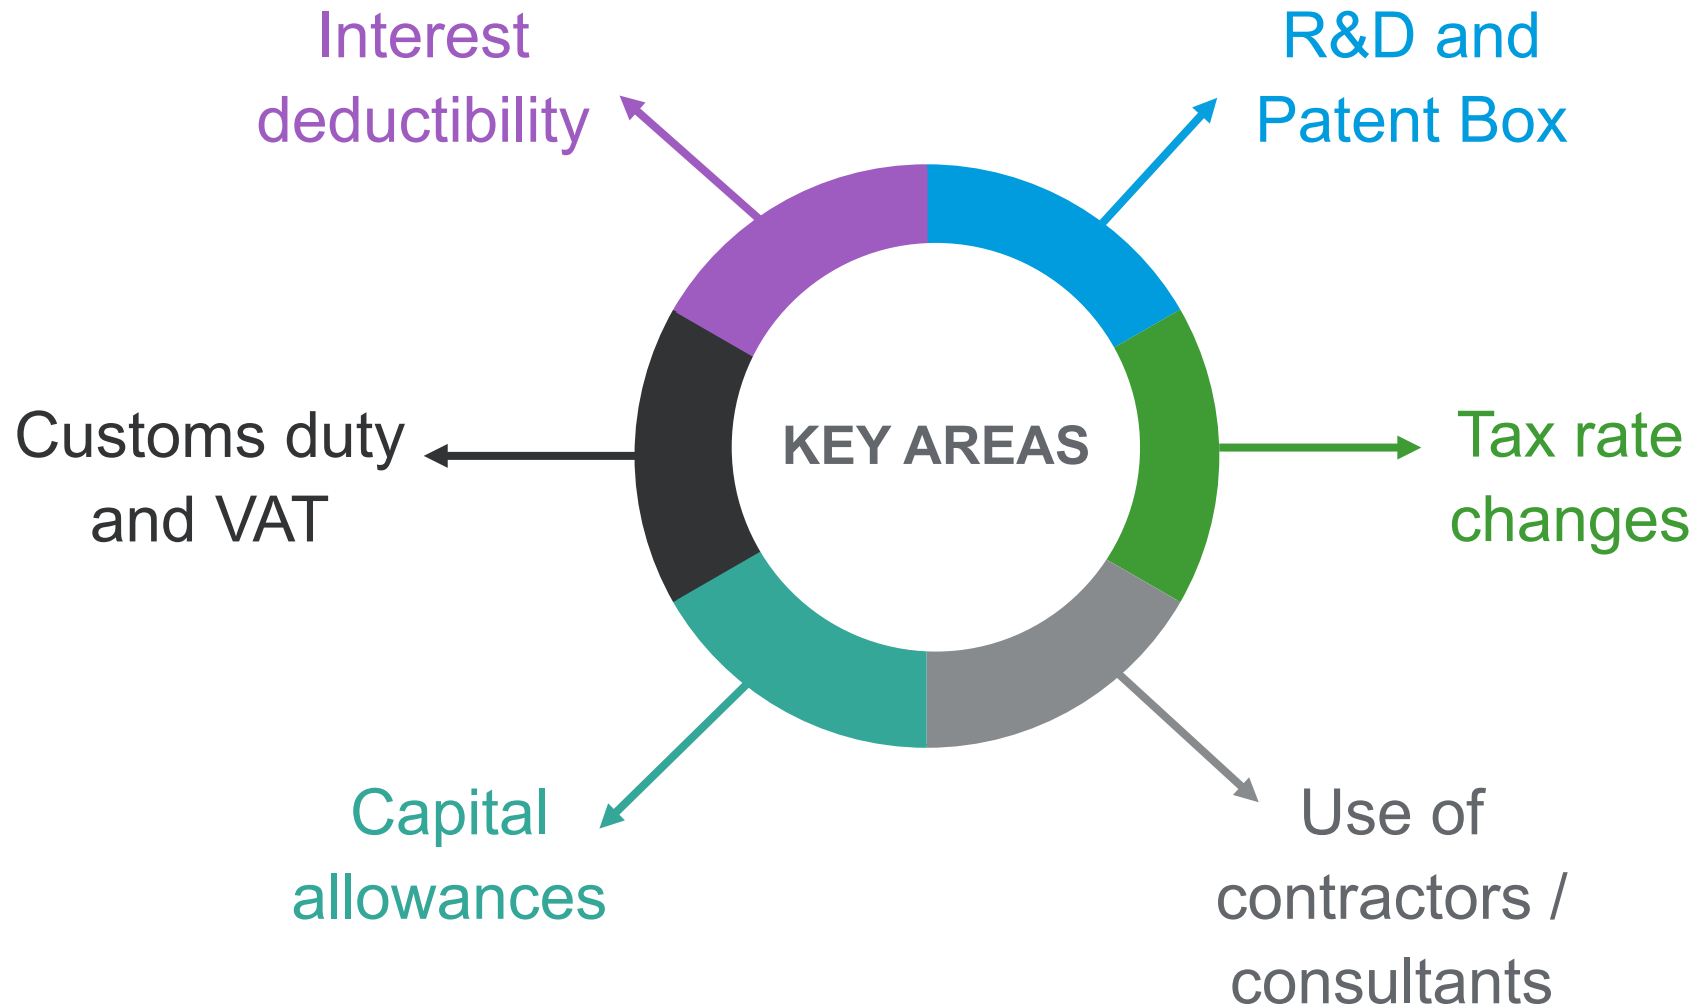 Interest
deductibility
R&D and
Patent Box
Customs duty
and VAT
KEY AREAS
Tax rate
changes
Capital
allowances
Use of
contractors /
consultants